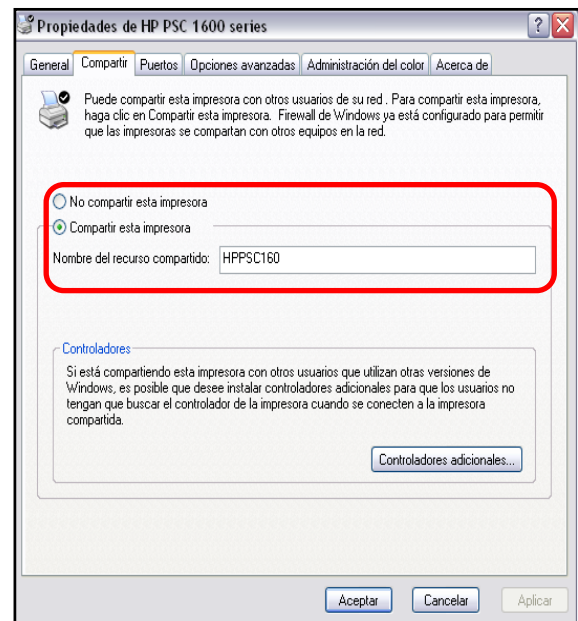 Propiedades de HP PSC 1600 series
General Compartir Puertos Opciones avanzadas Administración del color Acerca de
Puede compartir esta impresora con otros usuarios de su red . Para compartir esta impresora,
haga clic en Compartir esta impresora. Firewall de Windows ya está configurado para permitir
que las impresoras se compartan con otros equipos en la red.
No compartir esta impresora
Compartir esta impresora
Nombre del recurso compartido: HPPSC160
Controladores
Si está compartiendo esta impresora con otros usuarios que utilizan otras versiones de
Windows, es posible que desee instalar controladores adicionales para que los usuarios no
tengan que buscar el controlador de la impresora cuando se conecten a la impresora
compartida.
Controladores adicionales...
Aceptar Cancelar Aplicar